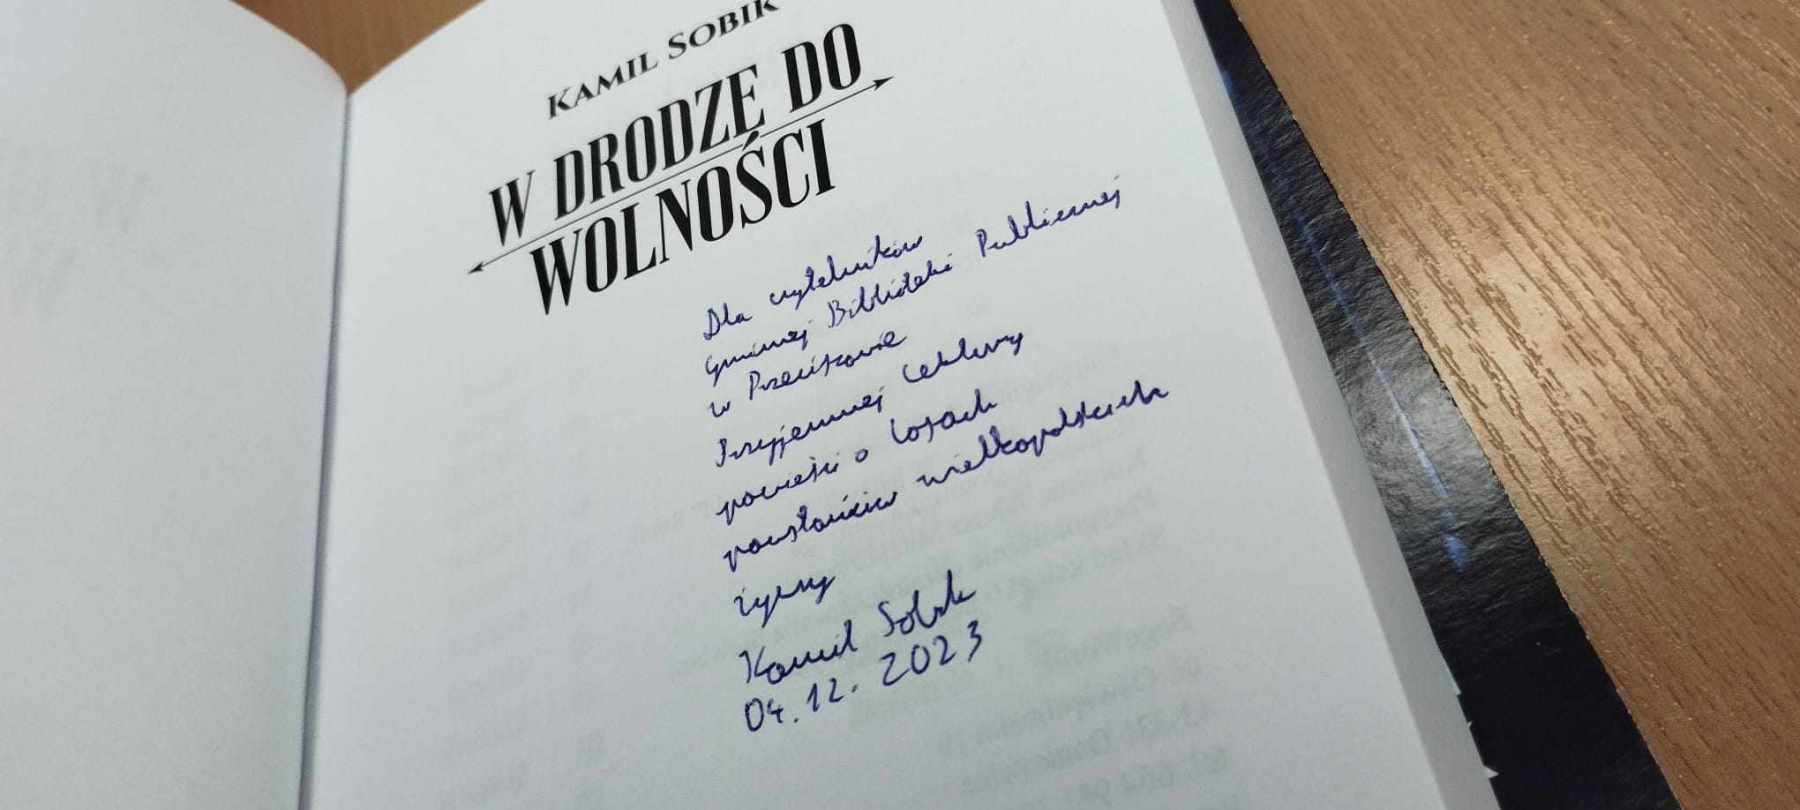 KAMIL SOBIK
W DRODZE DO
WOLNOŚCI
Dla czytelników
Gminnej Biblioteki Publicznej
w Przeciszowie
Przyjemnej lektury
powieści o losach
powstańców wielkopolskich
życzy
Kamil Sobik
04.12.2023